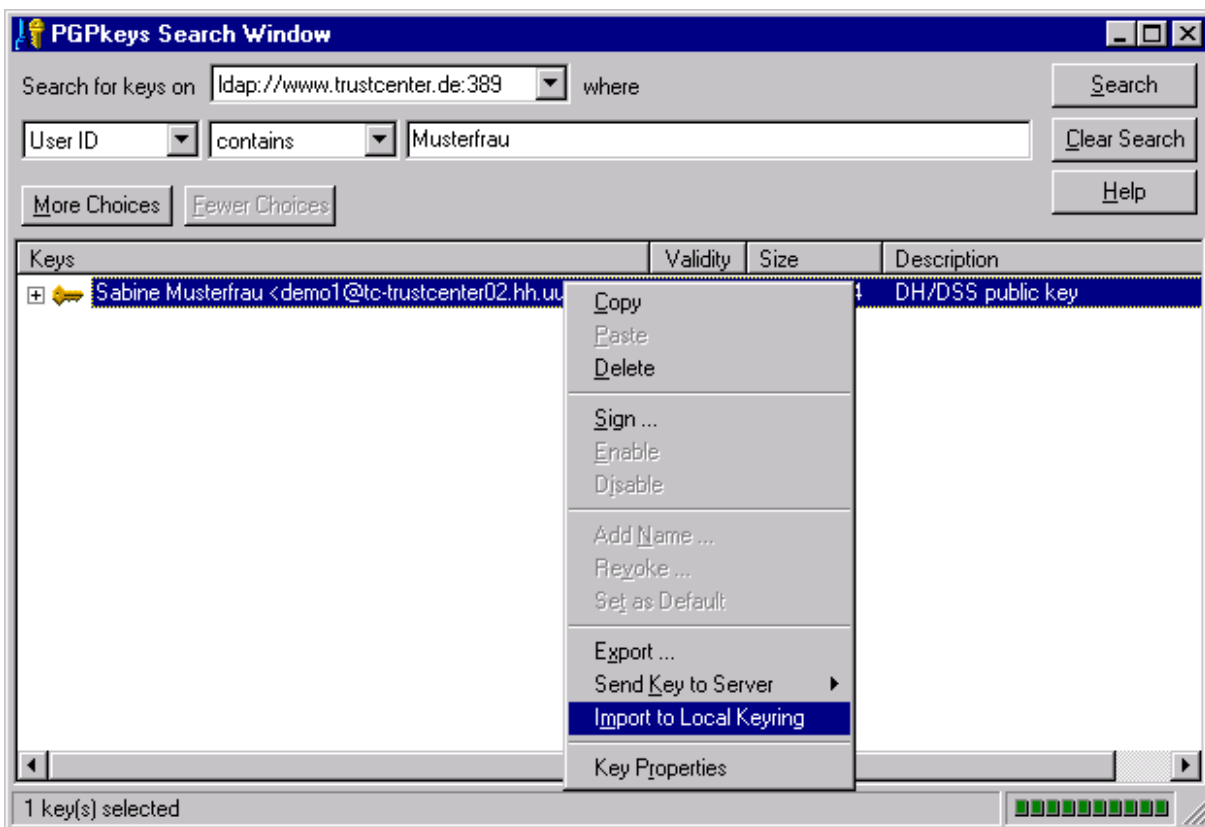 PGPkeys Search Window
Search for keys on ldap://www.trustcenter.de:389 where Search
User ID contains Musterfrau Clear Search
More Choices Fewer Choices Help
Keys Validity Size Description
Sabine Musterfrau <demo1@tc-trustcenter02.hh.uu 4 DH/DSS public key
Copy
Paste
Delete
Sign ...
Enable
Disable
Add Name ...
Revoke ...
Set as Default
Export ...
Send Key to Server
Import to Local Keyring
Key Properties
1 key(s) selected